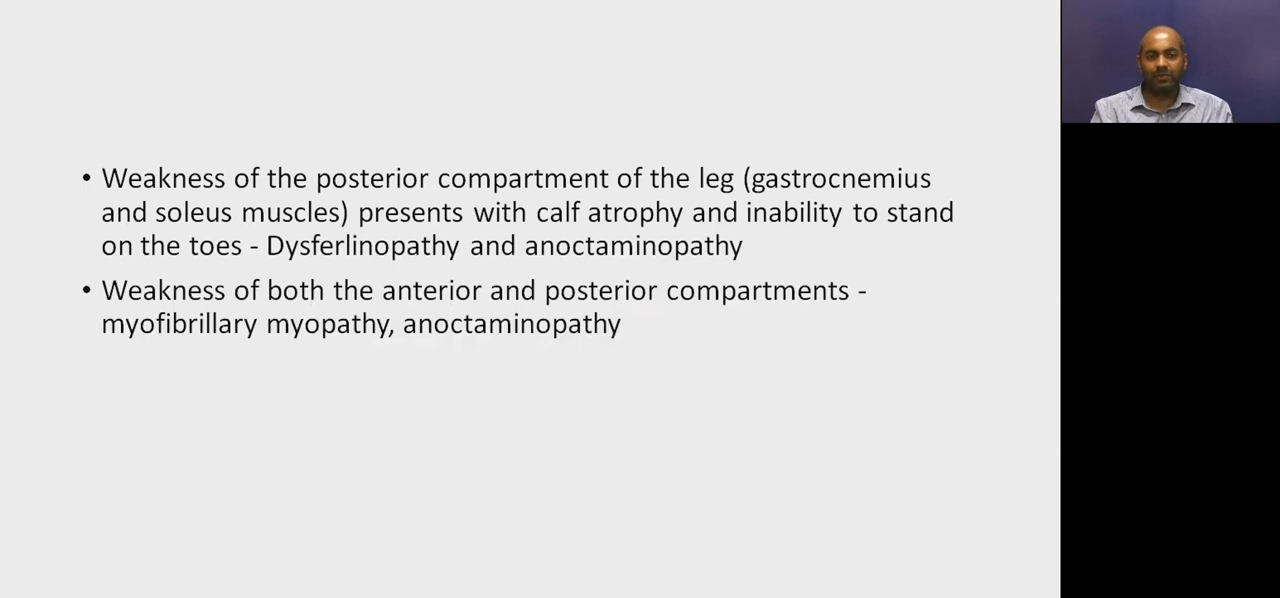 • Weakness of the posterior compartment of the leg (gastrocnemius
and soleus muscles) presents with calf atrophy and inability to stand
on the toes - Dysferlinopathy and anoctaminopathy
• Weakness of both the anterior and posterior compartments -
myofibrillary myopathy, anoctaminopathy